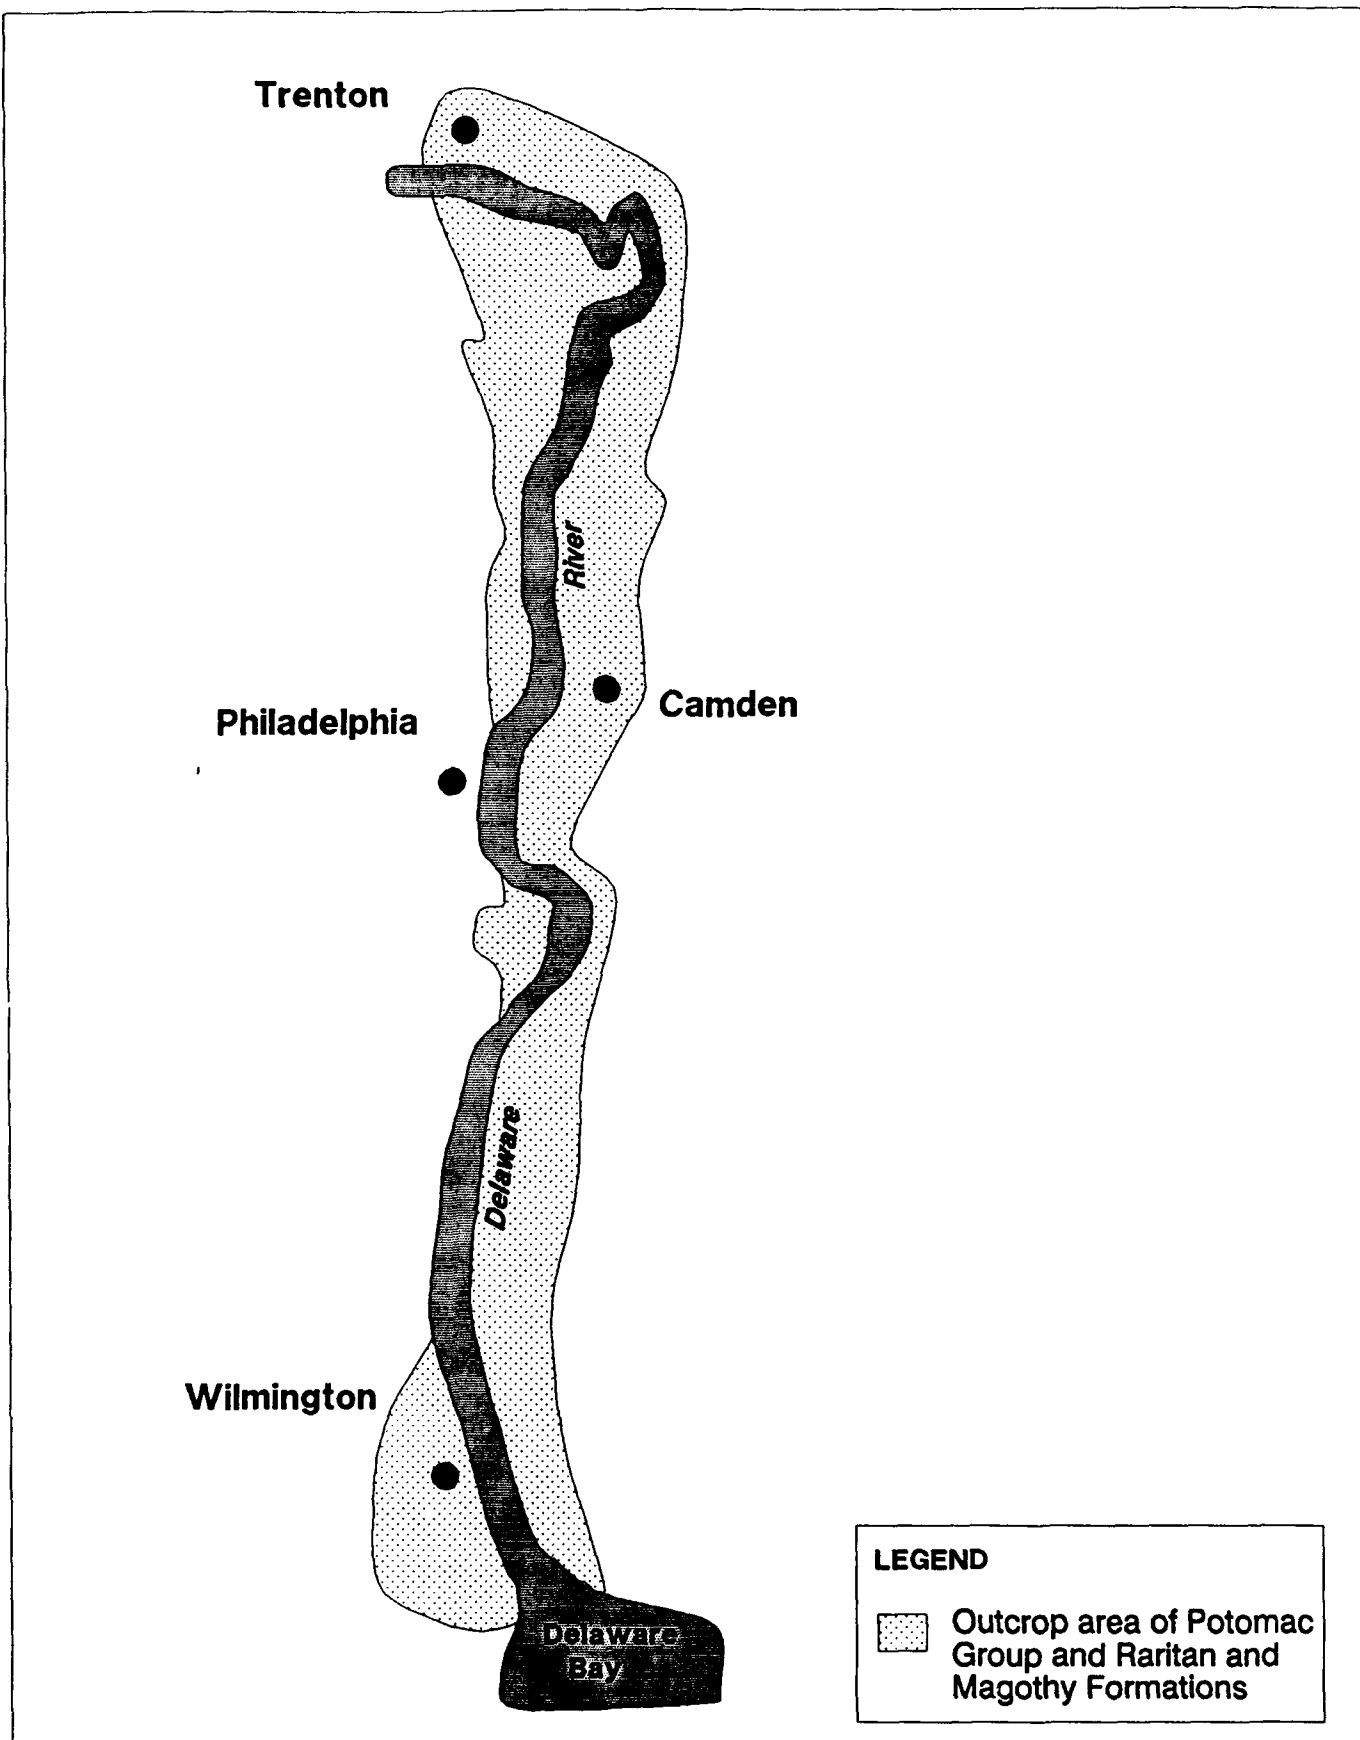 Trenton
River
Camden
Philadelphia
Delaware
Wilmington
LEGEND
Outcrop area of Potomac
Group and Raritan and
Magothy Formations
Delaware
Bay